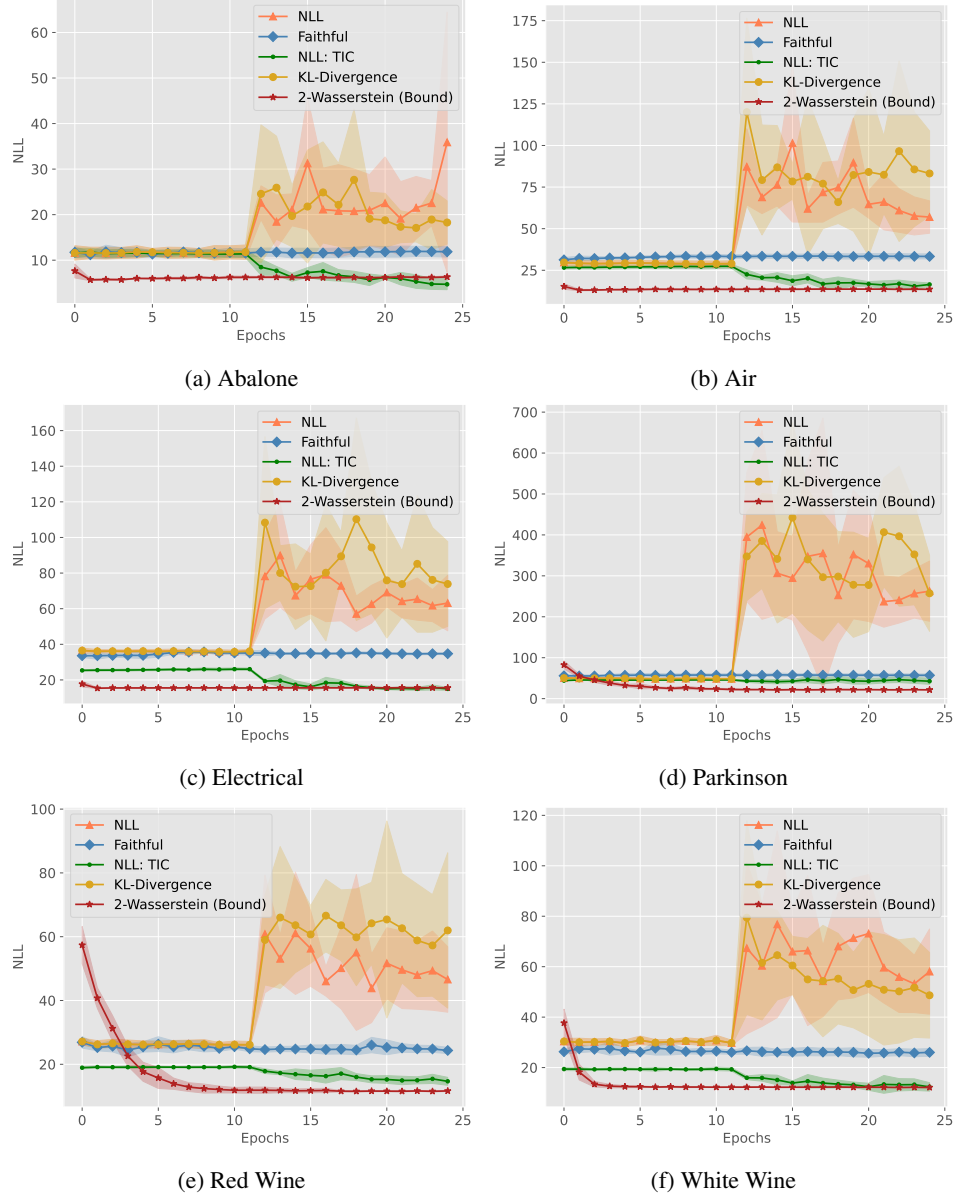 NLL
Faithful
NLL: TIC
KL-Divergence
2-Wasserstein (Bound)
60
50
40
30
20
10
NLL
0 5 10 15 20 25
Epochs
(a) Abalone
NLL
Faithful
NLL: TIC
KL-Divergence
2-Wasserstein (Bound)
175
150
125
100
75
50
25
NLL
0 5 10 15 20 25
Epochs
(b) Air
NLL
Faithful
NLL: TIC
KL-Divergence
2-Wasserstein (Bound)
160
140
120
100
80
60
40
20
NLL
0 5 10 15 20 25
Epochs
(c) Electrical
NLL
Faithful
NLL: TIC
KL-Divergence
2-Wasserstein (Bound)
700
600
500
400
300
200
100
0
NLL
0 5 10 15 20 25
Epochs
(d) Parkinson
NLL
Faithful
NLL: TIC
KL-Divergence
2-Wasserstein (Bound)
100
80
60
40
20
NLL
0 5 10 15 20 25
Epochs
(e) Red Wine
NLL
Faithful
NLL: TIC
KL-Divergence
2-Wasserstein (Bound)
120
100
80
60
40
20
NLL
0 5 10 15 20 25
Epochs
(f) White Wine